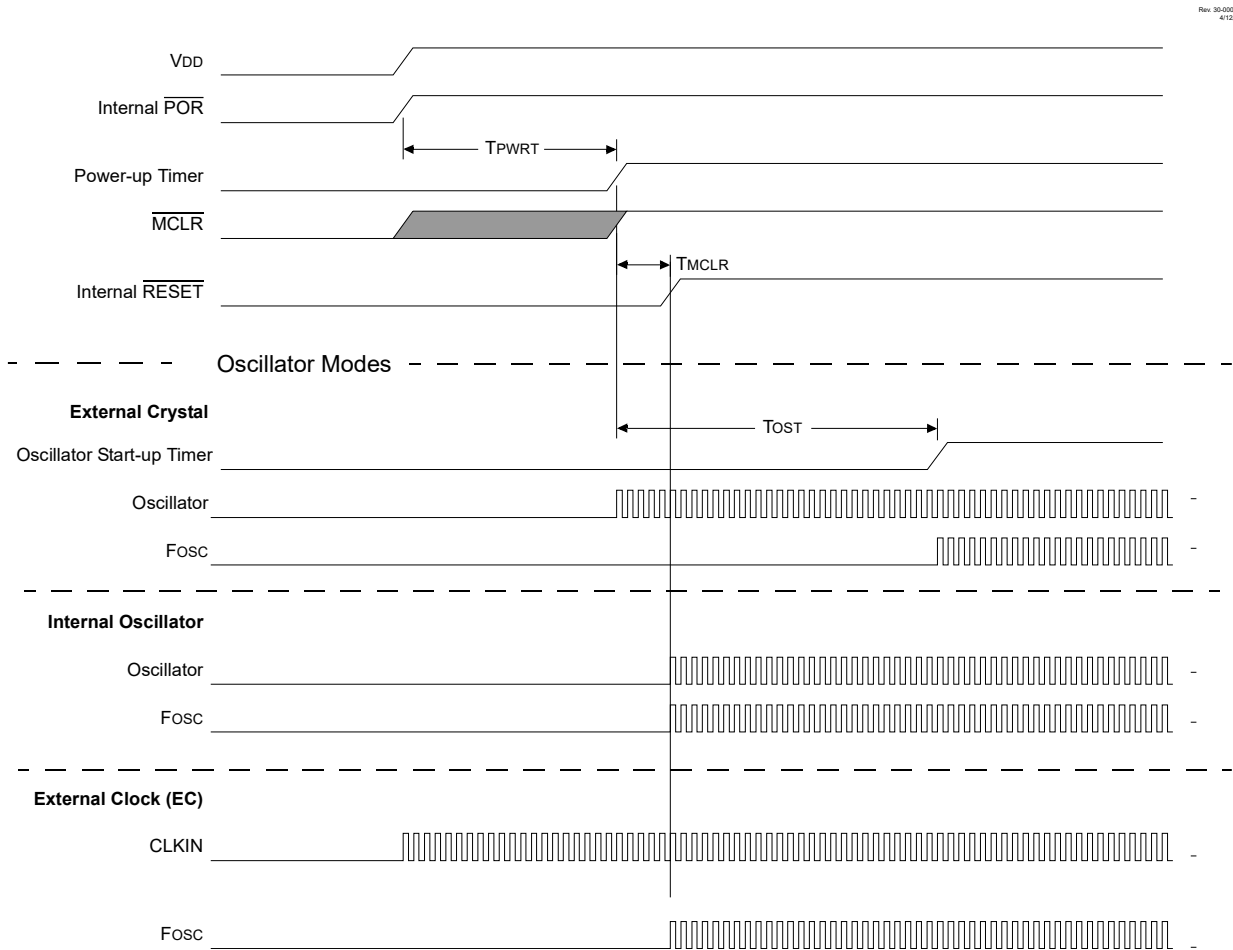 Rev. 30-000
4/12
VDD
Internal POR
TPWRT
Power-up Timer
MCLR
TMCLR
Internal RESET
Oscillator Modes
External Crystal
TOST
Oscillator Start-up Timer
Oscillator
FOSC
Internal Oscillator
Oscillator
FOSC
External Clock (EC)
CLKIN
FOSC